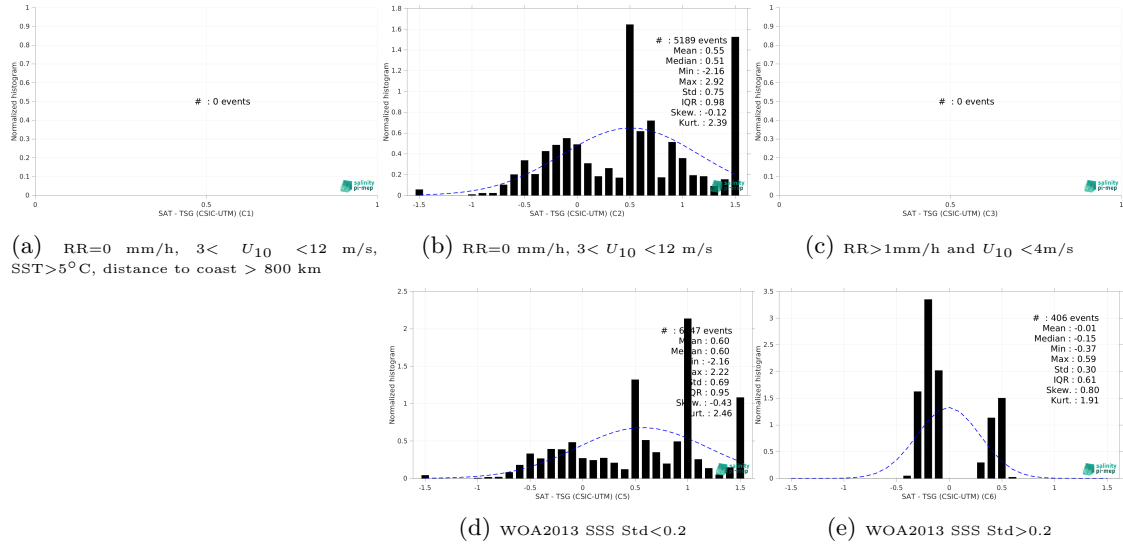 1
0.9
0.8
0.7
0.6
0.5
0.4
0.3
0.2
0.1
0
Normalized histogram
# : 0 events
0
0.5
1
SAT - TSG (CSIC-UTM) (C1)
salinity
pi-mep
(a) RR=0 mm/h, 3< U10 <12 m/s,
SST>5°C, distance to coast > 800 km
1.8
1.6
1.4
1.2
1
0.8
0.6
0.4
0.2
0
Normalized histogram
# : 5189 events
Mean : 0.55
Median : 0.51
Min : -2.16
Max : 2.92
Std : 0.75
IQR : 0.98
Skew. : -0.12
Kurt. : 2.39
-1.5
-1
-0.5
0
0.5
1
1.5
SAT - TSG (CSIC-UTM) (C2)
(b) RR=0 mm/h, 3< U10 <12 m/s
1
0.9
0.8
0.7
0.6
0.5
0.4
0.3
0.2
0.1
0
Normalized histogram
# : 0 events
0
0.5
1
SAT - TSG (CSIC-UTM) (C3)
salinity
pi-mep
(c) RR>1mm/h and U10 <4m/s
2.5
2
1.5
1
0.5
0
Normalized histogram
events
: 0.60
: 0.60
: -2.16
: 2.22
: 0.69
: 0.95
: -0.43
: 2.46
-1.5
-1
-0.5
0
0.5
1
1.5
SAT - TSG (CSIC-UTM) (C5)
(d) WOA2013 SSS Std<0.2
3.5
3
2.5
2
1.5
1
0.5
0
Normalized histogram
# : 406 events
Mean : -0.01
Median : -0.15
Min : -0.37
Max : 0.59
Std : 0.30
IQR : 0.61
Skew. : 0.80
Kurt. : 1.91
-1.5
-1
-0.5
0
0.5
1
1.5
SAT - TSG (CSIC-UTM) (C6)
salinity
pi-mep
(e) WOA2013 SSS Std>0.2